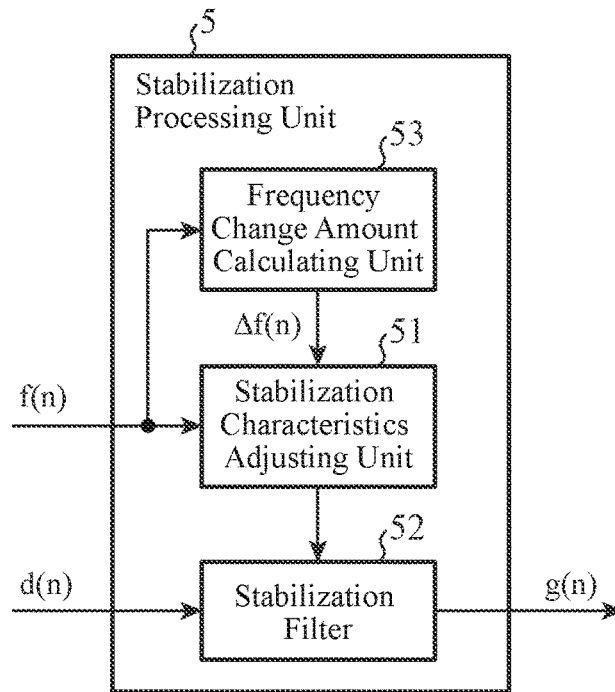 5
Stabilization
Processing Unit
53
Frequency
Change Amount
Calculating Unit
Δf(n)
51
f(n)
Stabilization
Characteristics
Adjusting Unit
52
d(n)
Stabilization
Filter
g(n)